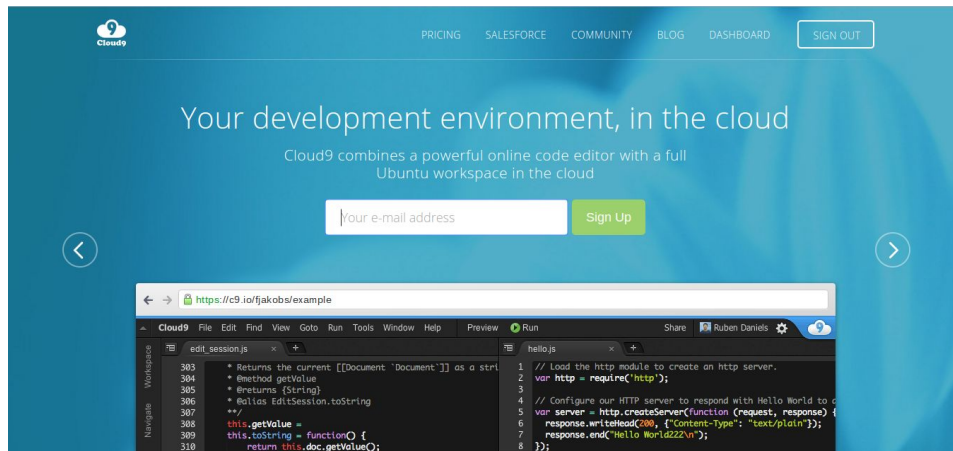 9
Cloud9
PRICING SALESFORCE COMMUNITY BLOG DASHBOARD SIGN OUT
Your development environment, in the cloud
Cloud9 combines a powerful online code editor with a full
Ubuntu workspace in the cloud
Your e-mail address Sign Up
https://c9.io/fjakobs/example
Cloud9 File Edit Find View Goto Run Tools Window Help Preview Run Share Ruben Daniels 9
Workspace
Navigate
edit_session.js × +
303 * Returns the current [[Document `Document`]] as a stri
304 * @method getValue
305 * @returns {String}
306 * @alias EditSession.toString
307 **/
308 this.getValue =
309 this.toString = function() {
310 return this.doc.getValue();
hello.js × +
1 // Load the http module to create an http server.
2 var http = require('http');
3
4 // Configure our HTTP server to respond with Hello World to
5 var server = http.createServer(function (request, response) {
6 response.writeHead(200, {"Content-Type": "text/plain"});
7 response.end("Hello World222\n");
8 });